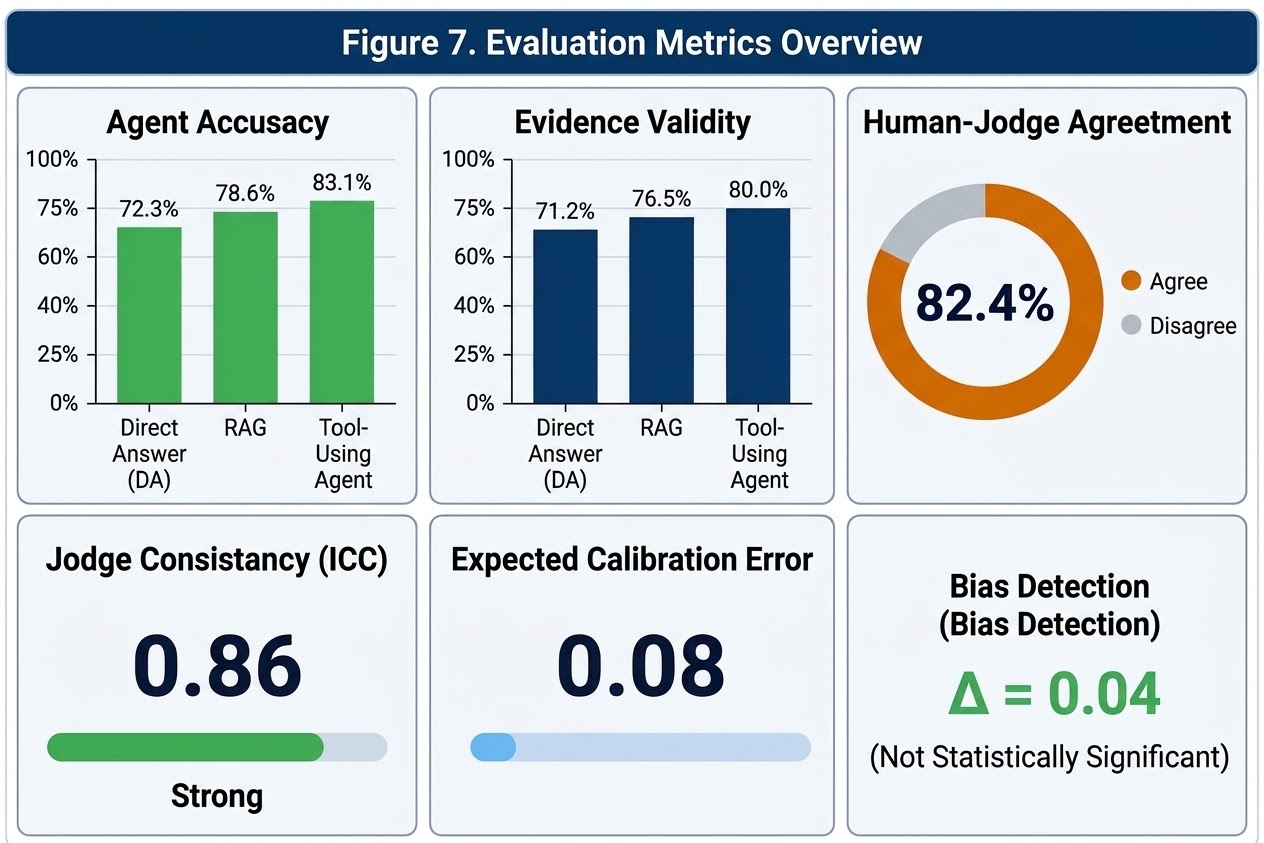 Figure 7. Evaluation Metrics Overview
Agent Accusacy
100%
75%
60%
40%
25%
0%
72.3%
78.6%
83.1%
Direct
Answer
(DA)
RAG
Tool-
Using
Agent
Evidence Validity
100%
75%
60%
40%
25%
0%
71.2%
76.5%
80.0%
Direct
Answer
(DA)
RAG
Tool-
Using
Agent
Human-Jodge Agreetment
82.4%
Agree
Disagree
Jodge Consistancy (ICC)
0.86
Strong
Expected Calibration Error
0.08
Bias Detection
(Bias Detection)
Δ = 0.04
(Not Statistically Significant)